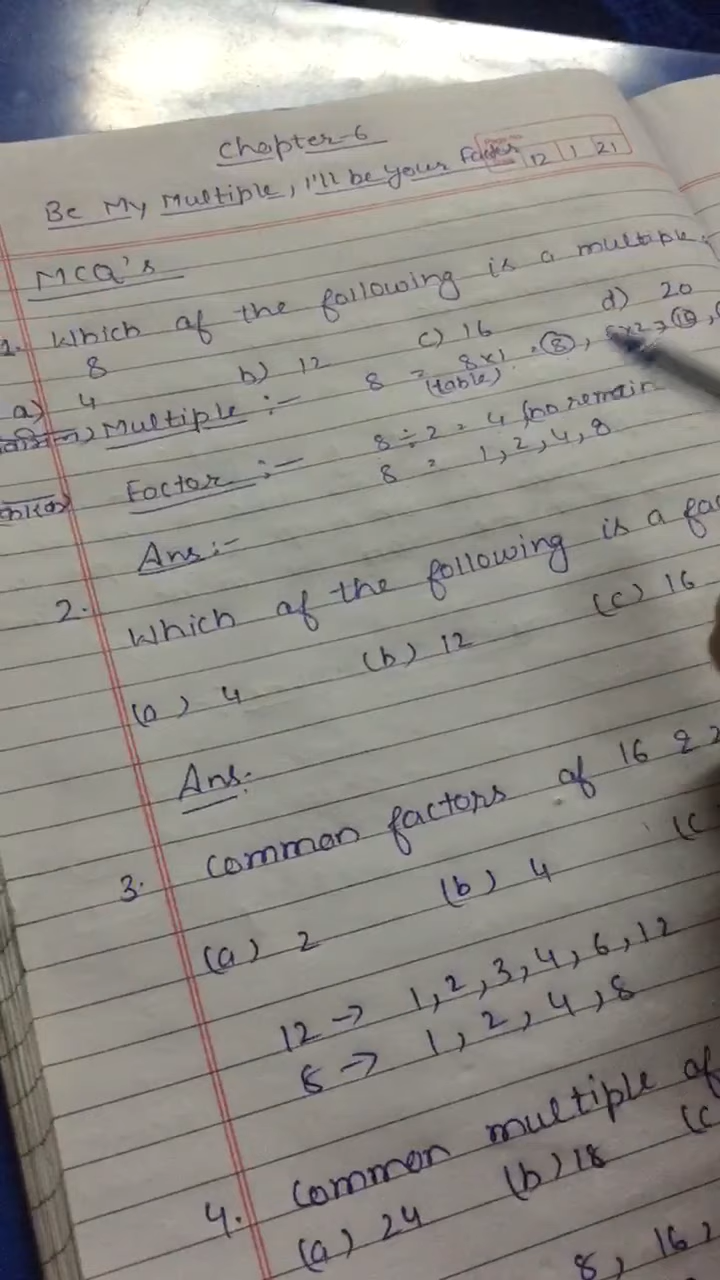 Chapter-6
Be My Multiple, I'll be Your Factor
12 1 21
MCQ's
1. Which of the following is a multiple
8
a) 4 b) 12 c) 16 d) 20
Multiple :- 8 = 8x1 = 8, 8x2 = 16,
(table)
8 ÷ 2 = 4 (no remain
कारक Factor :- 8 = 1, 2, 4, 8
Ans:-
2. Which of the following is a fac
(a) 4 (b) 12 (c) 16
Ans:
3. Common factors of 16 &
(a) 2 (b) 4 (c
12 → 1, 2, 3, 4, 6, 12
8 → 1, 2, 4, 8
4. Common multiple of
(a) 24 (b) 18 (c
8, 16,